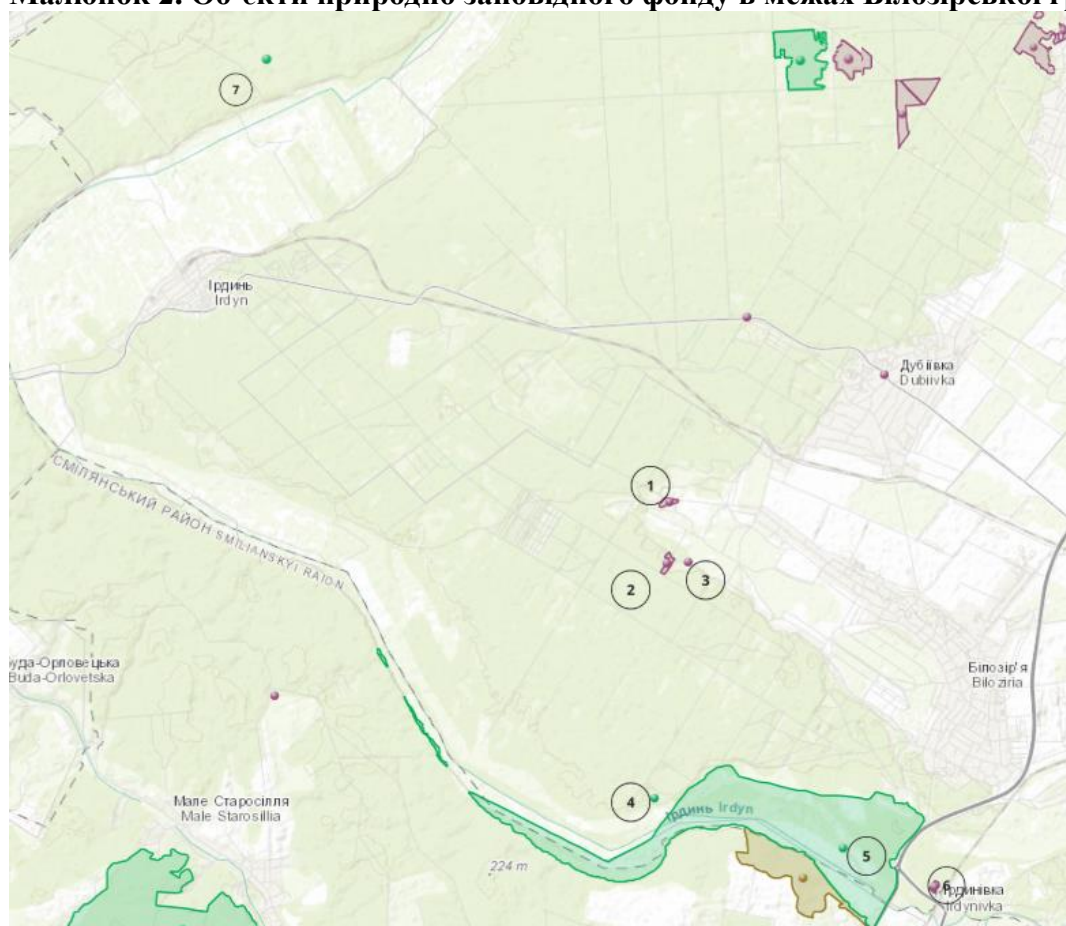 Малюнок 2. Об'єкти природно заповідного фонду в межах Білозірської
7
Ірдинь
Irdyn
Дубіївка
Dubiivka
1
СМІЛЯНСЬКИЙ РАЙОН SMILIANSKYI RAION
2
3
уда-Орловецька
Buda-Orlovetska
Білозір'я
Biloziria
Мале Старосілля
Male Starosillia
4
Ірдинь Irdyn
5
224 m
6
Ірдинівка
Irdynivka